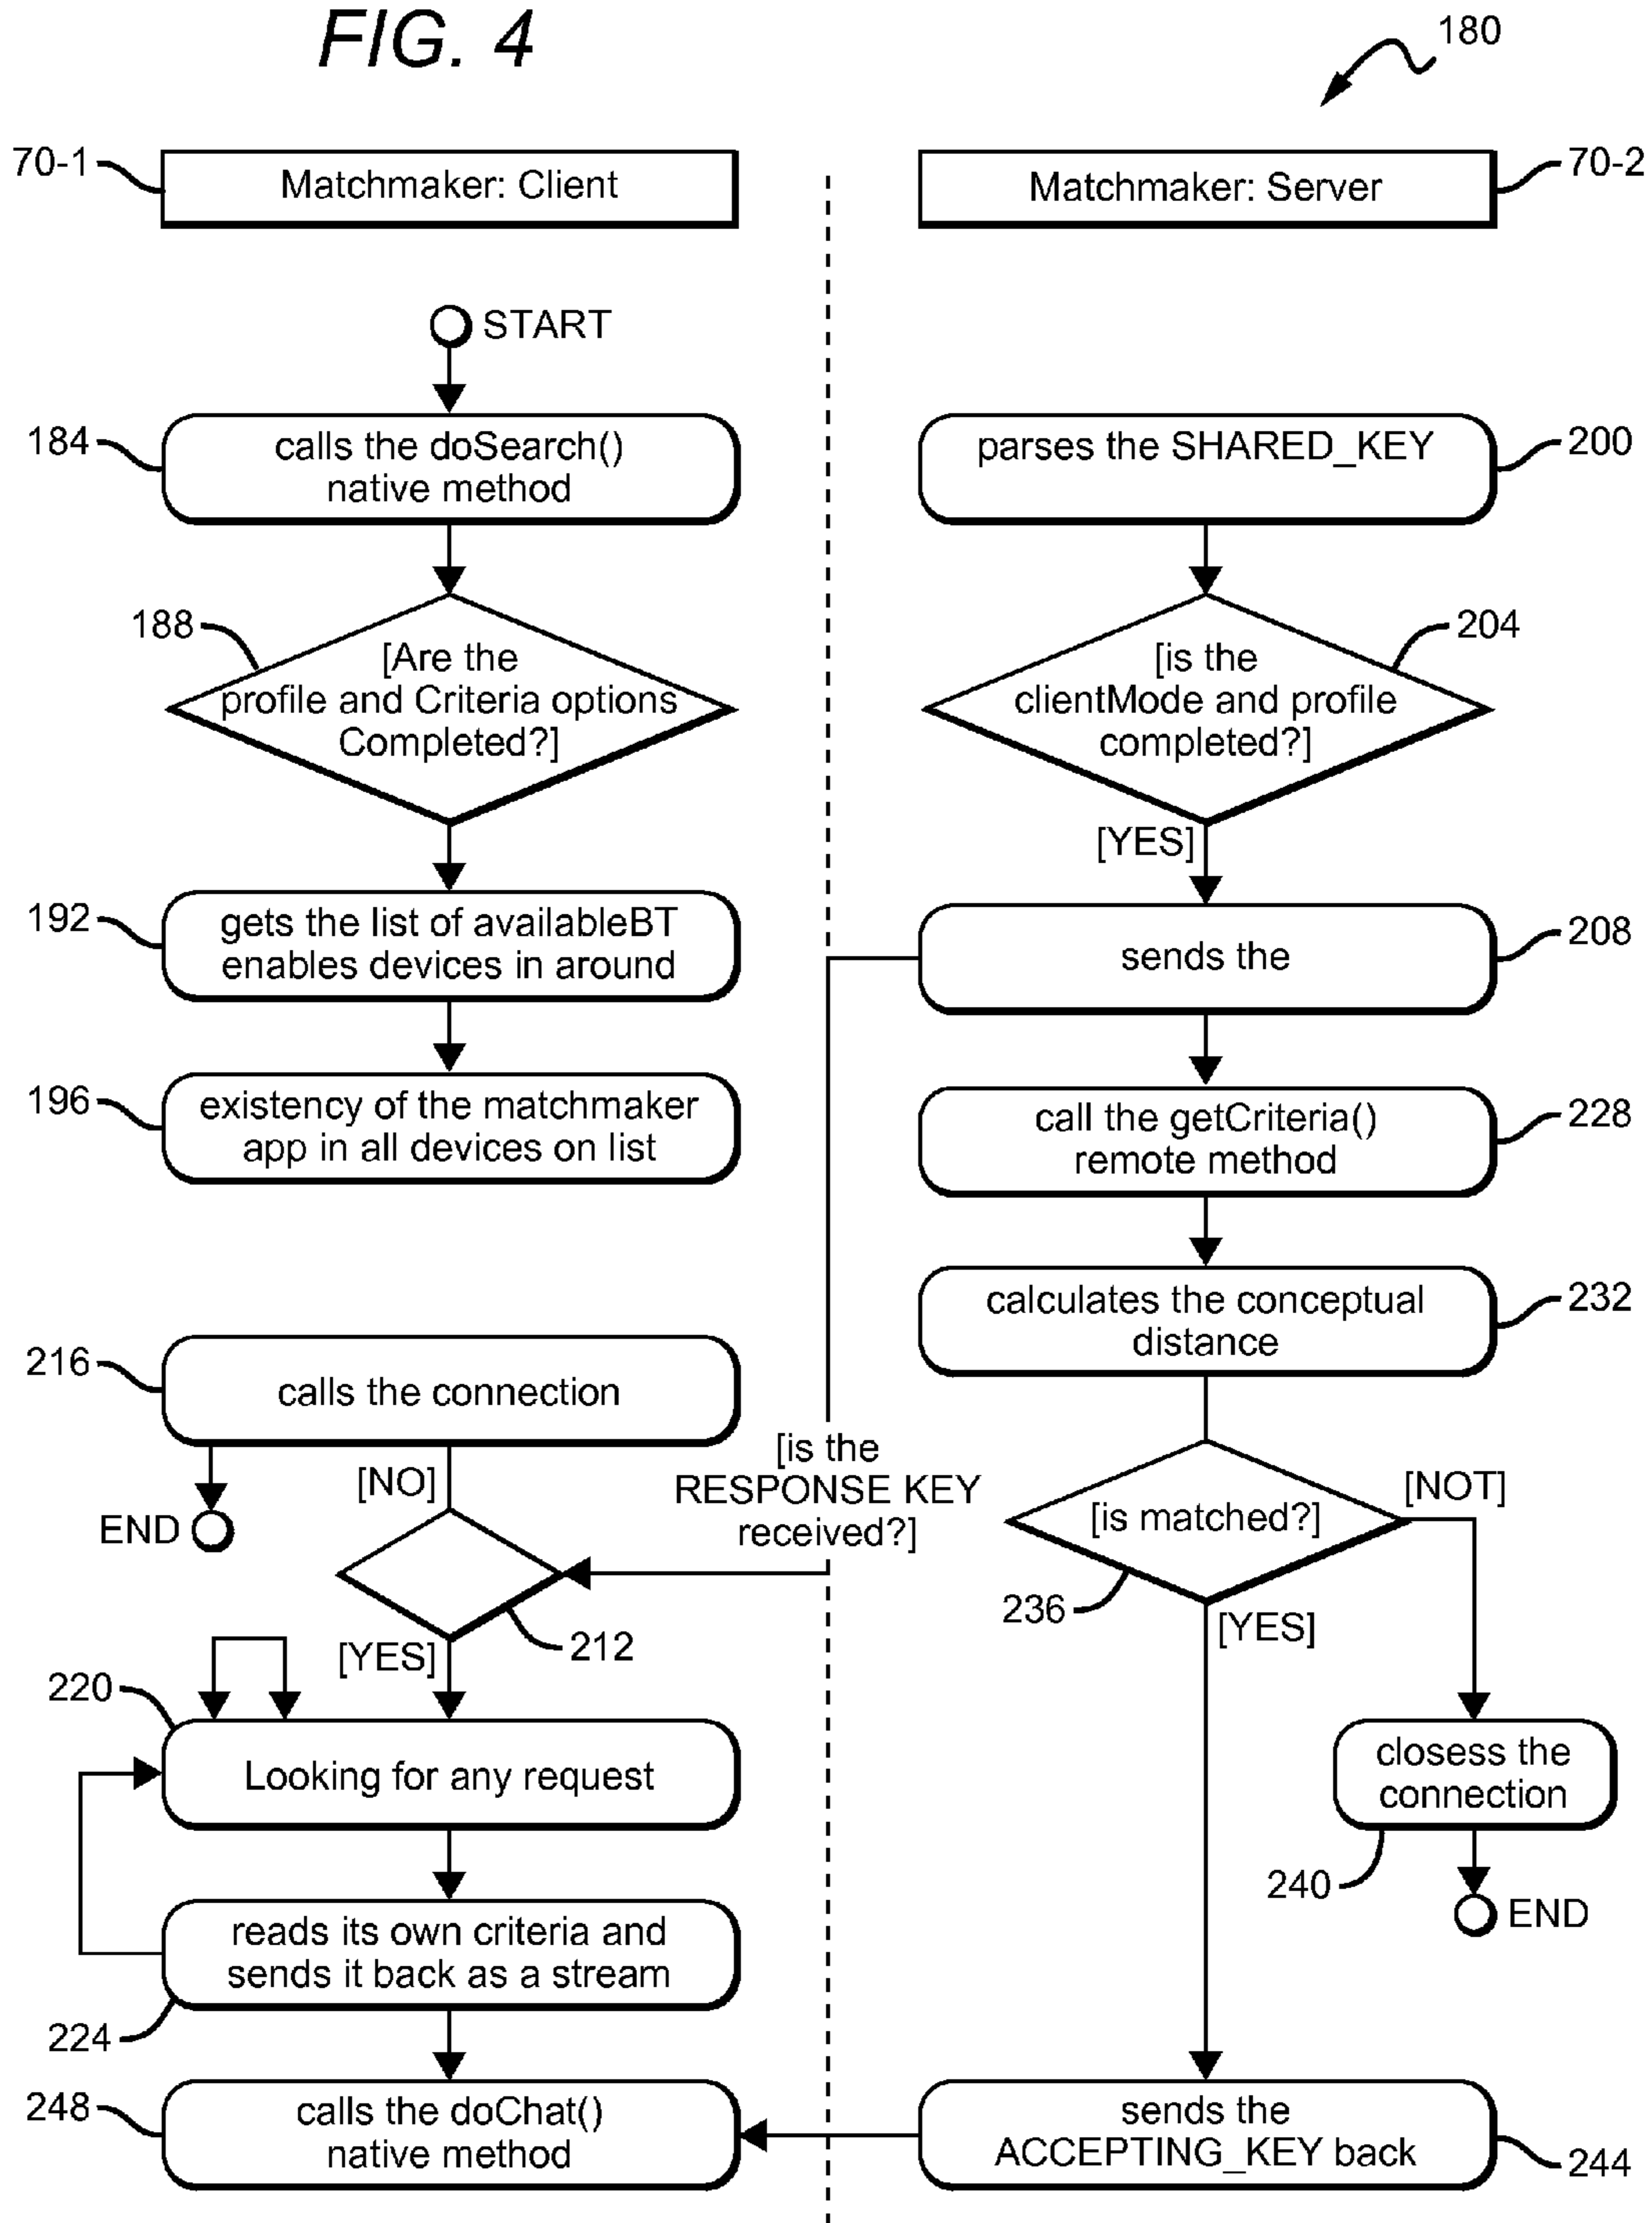 FIG. 4
180
70-1
Matchmaker: Client
Matchmaker: Server
70-2
START
184
calls the doSearch()
native method
parses the SHARED_KEY
200
188
[Are the
profile and Criteria options
Completed?]
[is the
clientMode and profile
completed?]
204
[YES]
192
gets the list of availableBT
enables devices in around
sends the
208
196
existency of the matchmaker
app in all devices on list
call the getCriteria()
remote method
228
calculates the conceptual
distance
232
216
calls the connection
[NO]
END
[is the
RESPONSE KEY
received?]
[is matched?]
[NOT]
236
[YES]
212
[YES]
220
Looking for any request
closess the
connection
240
END
reads its own criteria and
sends it back as a stream
224
248
calls the doChat()
native method
sends the
ACCEPTING_KEY back
244